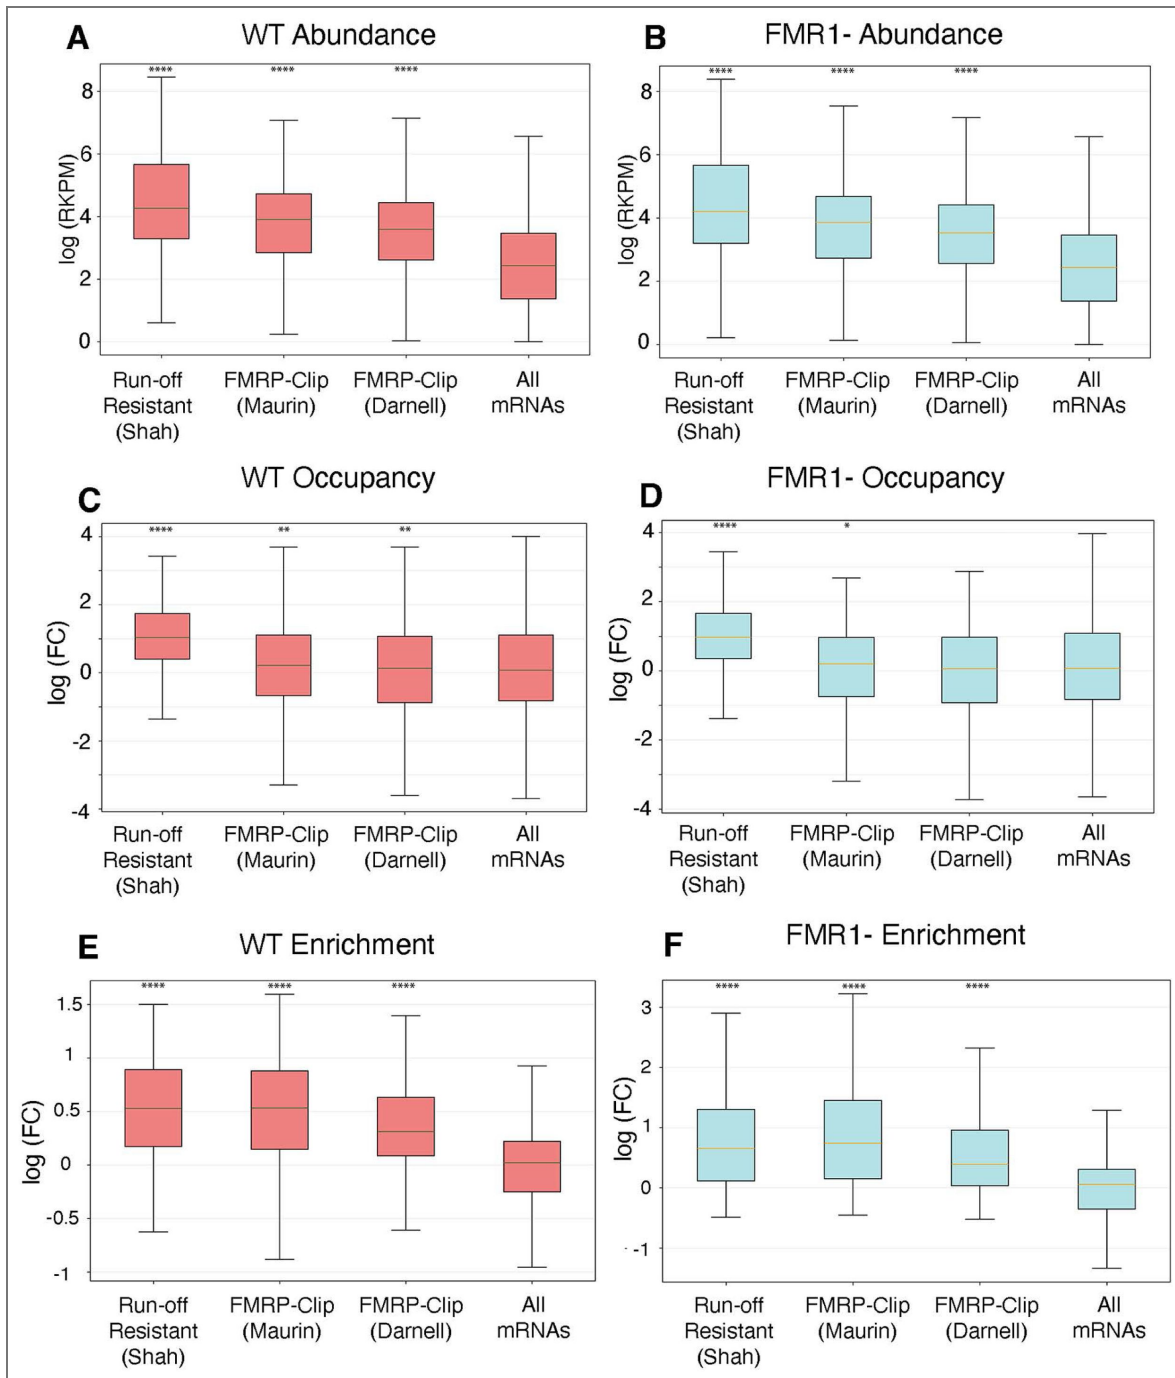 A
WT Abundance
B
FMR1- Abundance
**** **** ****
8
6
4
2
0
log (RKPM)
Run-off
Resistant
(Shah)
FMRP-Clip
(Maurin)
FMRP-Clip
(Darnell)
All
mRNAs
**** **** ****
8
6
4
2
0
log (RKPM)
Run-off
Resistant
(Shah)
FMRP-Clip
(Maurin)
FMRP-Clip
(Darnell)
All
mRNAs
C
WT Occupancy
D
FMR1- Occupancy
**** ** **
4
2
0
-2
-4
log (FC)
Run-off
Resistant
(Shah)
FMRP-Clip
(Maurin)
FMRP-Clip
(Darnell)
All
mRNAs
**** *
4
2
0
-2
-4
log (FC)
Run-off
Resistant
(Shah)
FMRP-Clip
(Maurin)
FMRP-Clip
(Darnell)
All
mRNAs
E
WT Enrichment
F
FMR1- Enrichment
**** **** ****
1.5
1
0.5
0
-0.5
-1
log (FC)
Run-off
Resistant
(Shah)
FMRP-Clip
(Maurin)
FMRP-Clip
(Darnell)
All
mRNAs
**** **** ****
3
2
1
0
-1
log (FC)
Run-off
Resistant
(Shah)
FMRP-Clip
(Maurin)
FMRP-Clip
(Darnell)
All
mRNAs